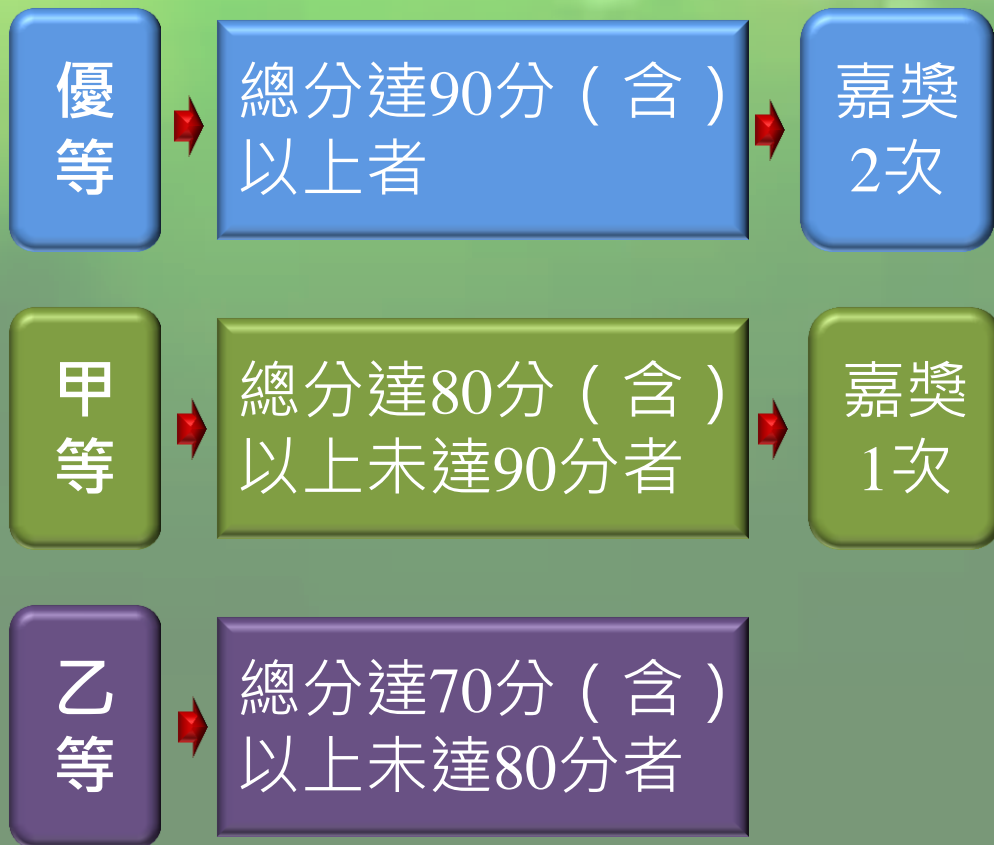 優
等
總分達90分（含）
以上者
嘉獎
2次
甲
等
總分達80分（含）
以上未達90分者
嘉獎
1次
乙
等
總分達70分（含）
以上未達80分者